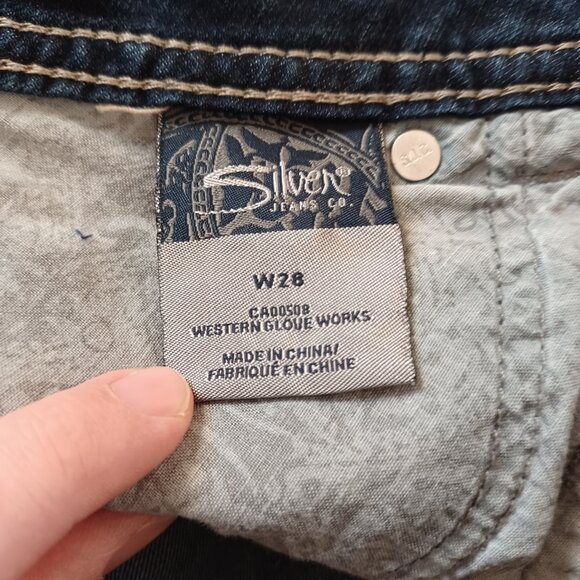 Silver®
JEANS CO.
W28
CA00508
WESTERN GLOVE WORKS
MADE IN CHINA/
FABRIQUÉ EN CHINE